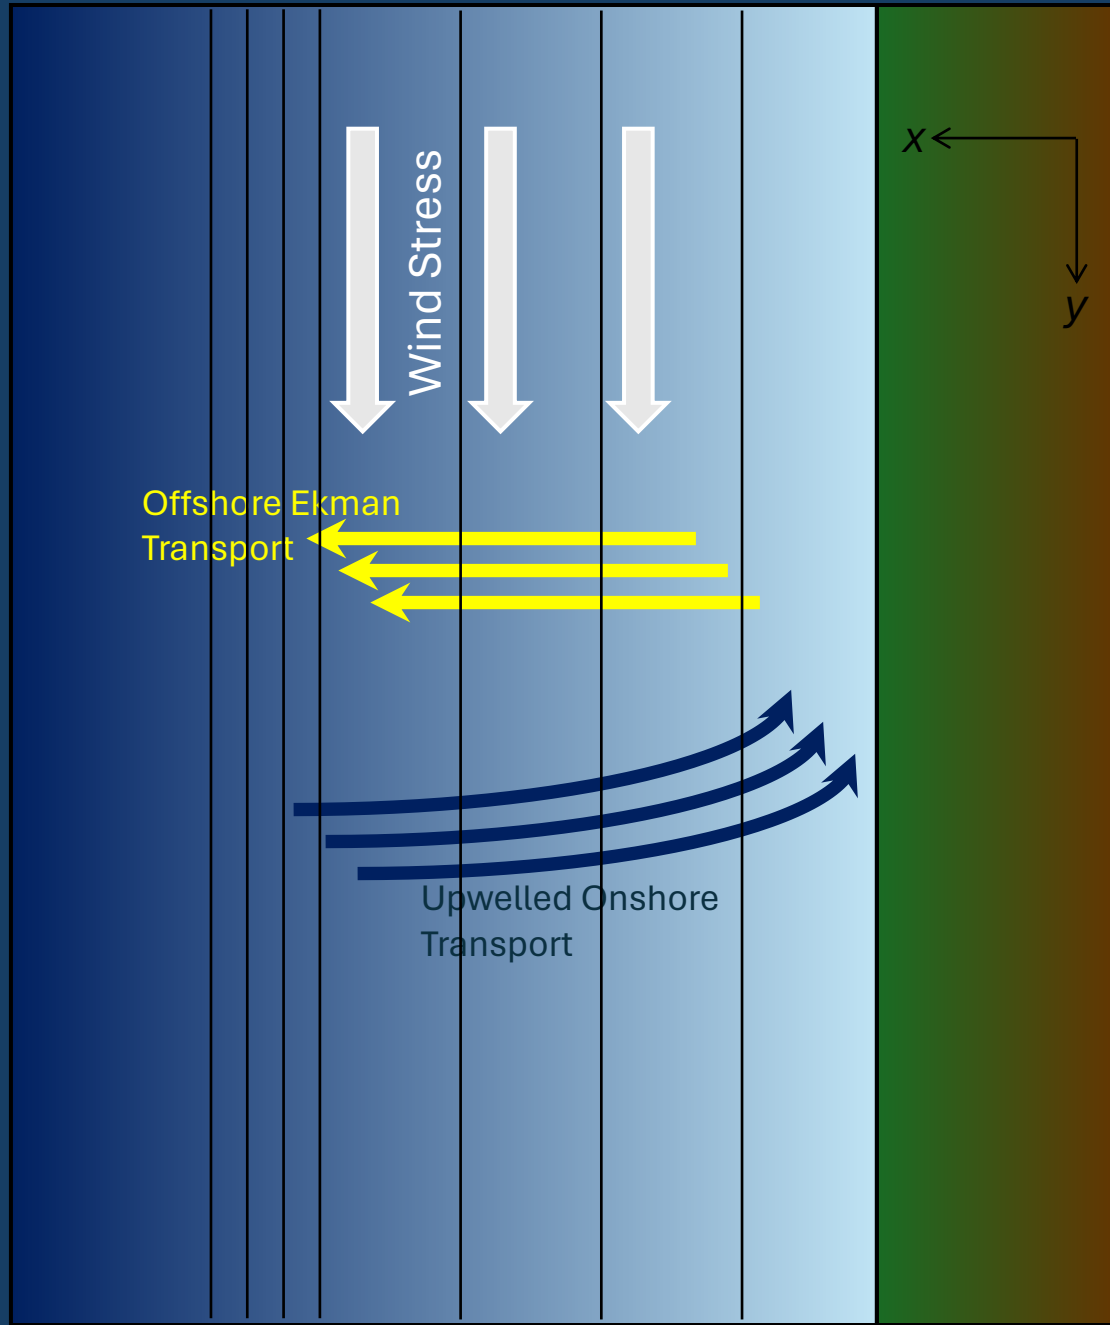 x
Wind Stress
y
Offshore Ekman
Transport
Upwelled Onshore
Transport